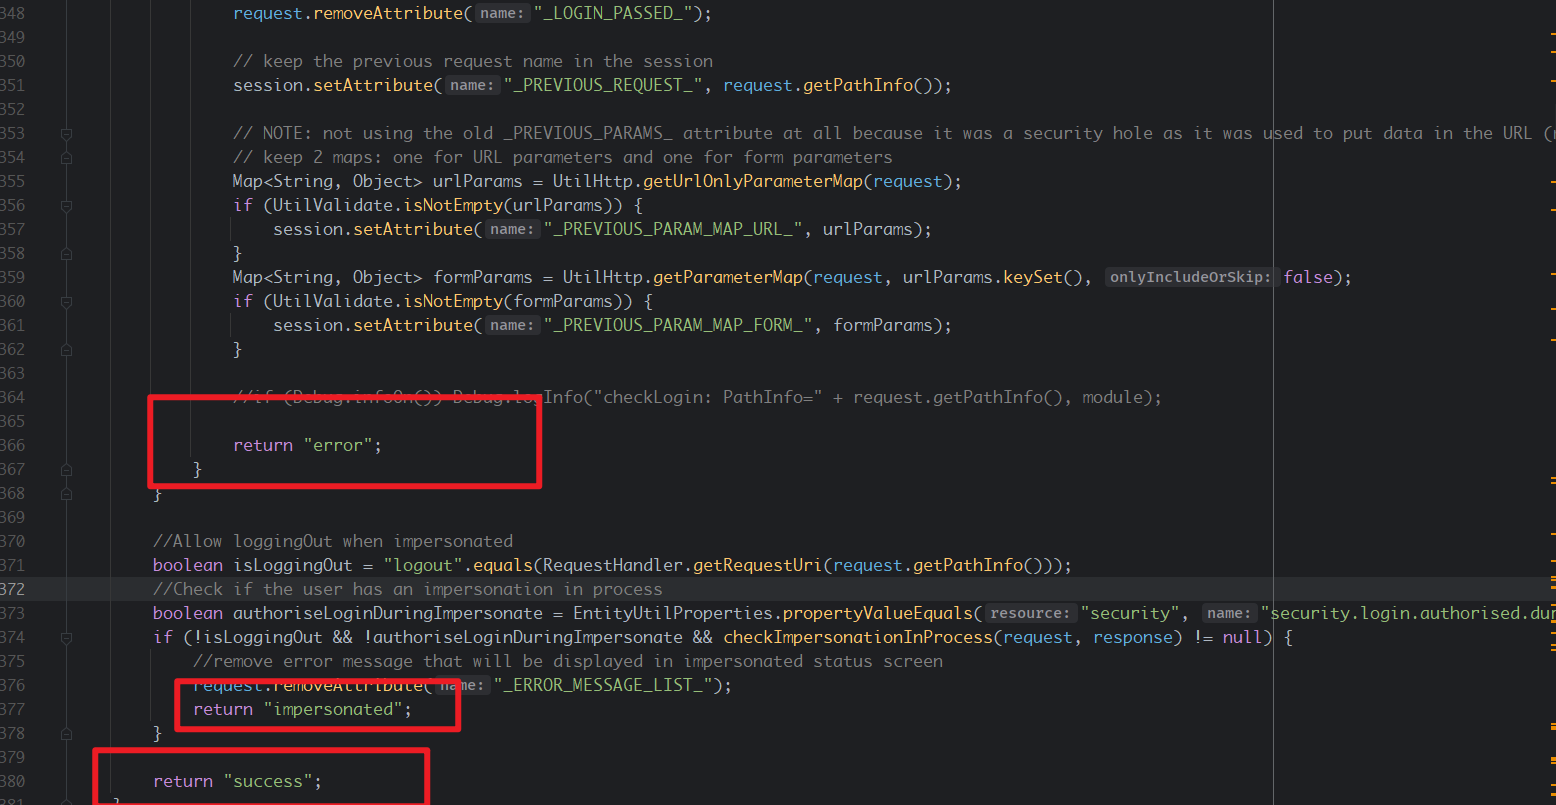 348 request.removeAttribute( name: "_LOGIN_PASSED_");
349
350 // keep the previous request name in the session
351 session.setAttribute( name: "_PREVIOUS_REQUEST_", request.getPathInfo());
352
353 // NOTE: not using the old _PREVIOUS_PARAMS_ attribute at all because it was a security hole as it was used to put data in the URL (
354 // keep 2 maps: one for URL parameters and one for form parameters
355 Map<String, Object> urlParams = UtilHttp.getUrlOnlyParameterMap(request);
356 if (UtilValidate.isNotEmpty(urlParams)) {
357 session.setAttribute( name: "_PREVIOUS_PARAM_MAP_URL_", urlParams);
358 }
359 Map<String, Object> formParams = UtilHttp.getParameterMap(request, urlParams.keySet(), onlyIncludeOrSkip: false);
360 if (UtilValidate.isNotEmpty(formParams)) {
361 session.setAttribute( name: "_PREVIOUS_PARAM_MAP_FORM_", formParams);
362 }
363
364 //if (Debug.infoOn()) Debug.logInfo("checkLogin: PathInfo=" + request.getPathInfo(), module);
365
366 return "error";
367 }
368 }
369
370 //Allow loggingOut when impersonated
371 boolean isLoggingOut = "logout".equals(RequestHandler.getRequestUri(request.getPathInfo()));
372 //Check if the user has an impersonation in process
373 boolean authoriseLoginDuringImpersonate = EntityUtilProperties.propertyValueEquals( resource: "security", name: "security.login.authorised.du
374 if (!isLoggingOut && !authoriseLoginDuringImpersonate && checkImpersonationInProcess(request, response) != null) {
375 //remove error message that will be displayed in impersonated status screen
376 request.removeAttribute( name: "_ERROR_MESSAGE_LIST_");
377 return "impersonated";
378 }
379
380 return "success";
381 }